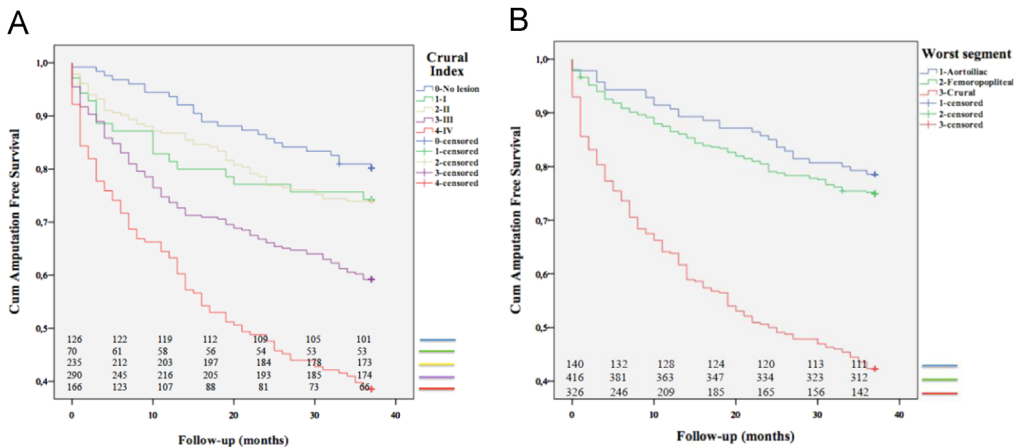 A
Cum Amputation Free Survival
1,0
0,9
0,8
0,7
0,6
0,5
0,4
126 122 119 112 109 105 101
70 61 58 56 54 53 53
235 212 203 197 184 178 173
290 245 216 205 193 185 174
166 123 107 88 81 73 66
0 10 20 30 40
Follow-up (months)
Crural
Index
0-No lesion
1-I
2-II
3-III
4-IV
0-censored
1-censored
2-censored
3-censored
4-censored
B
Cum Amputation Free Survival
1,0
0,9
0,8
0,7
0,6
0,5
0,4
140 132 128 124 120 113 111
416 381 363 347 334 323 312
326 246 209 185 165 156 142
0 10 20 30 40
Follow-up (months)
Worst segment
1-Aortoiliac
2-Femoropopliteal
3-Crural
1-censored
2-censored
3-censored